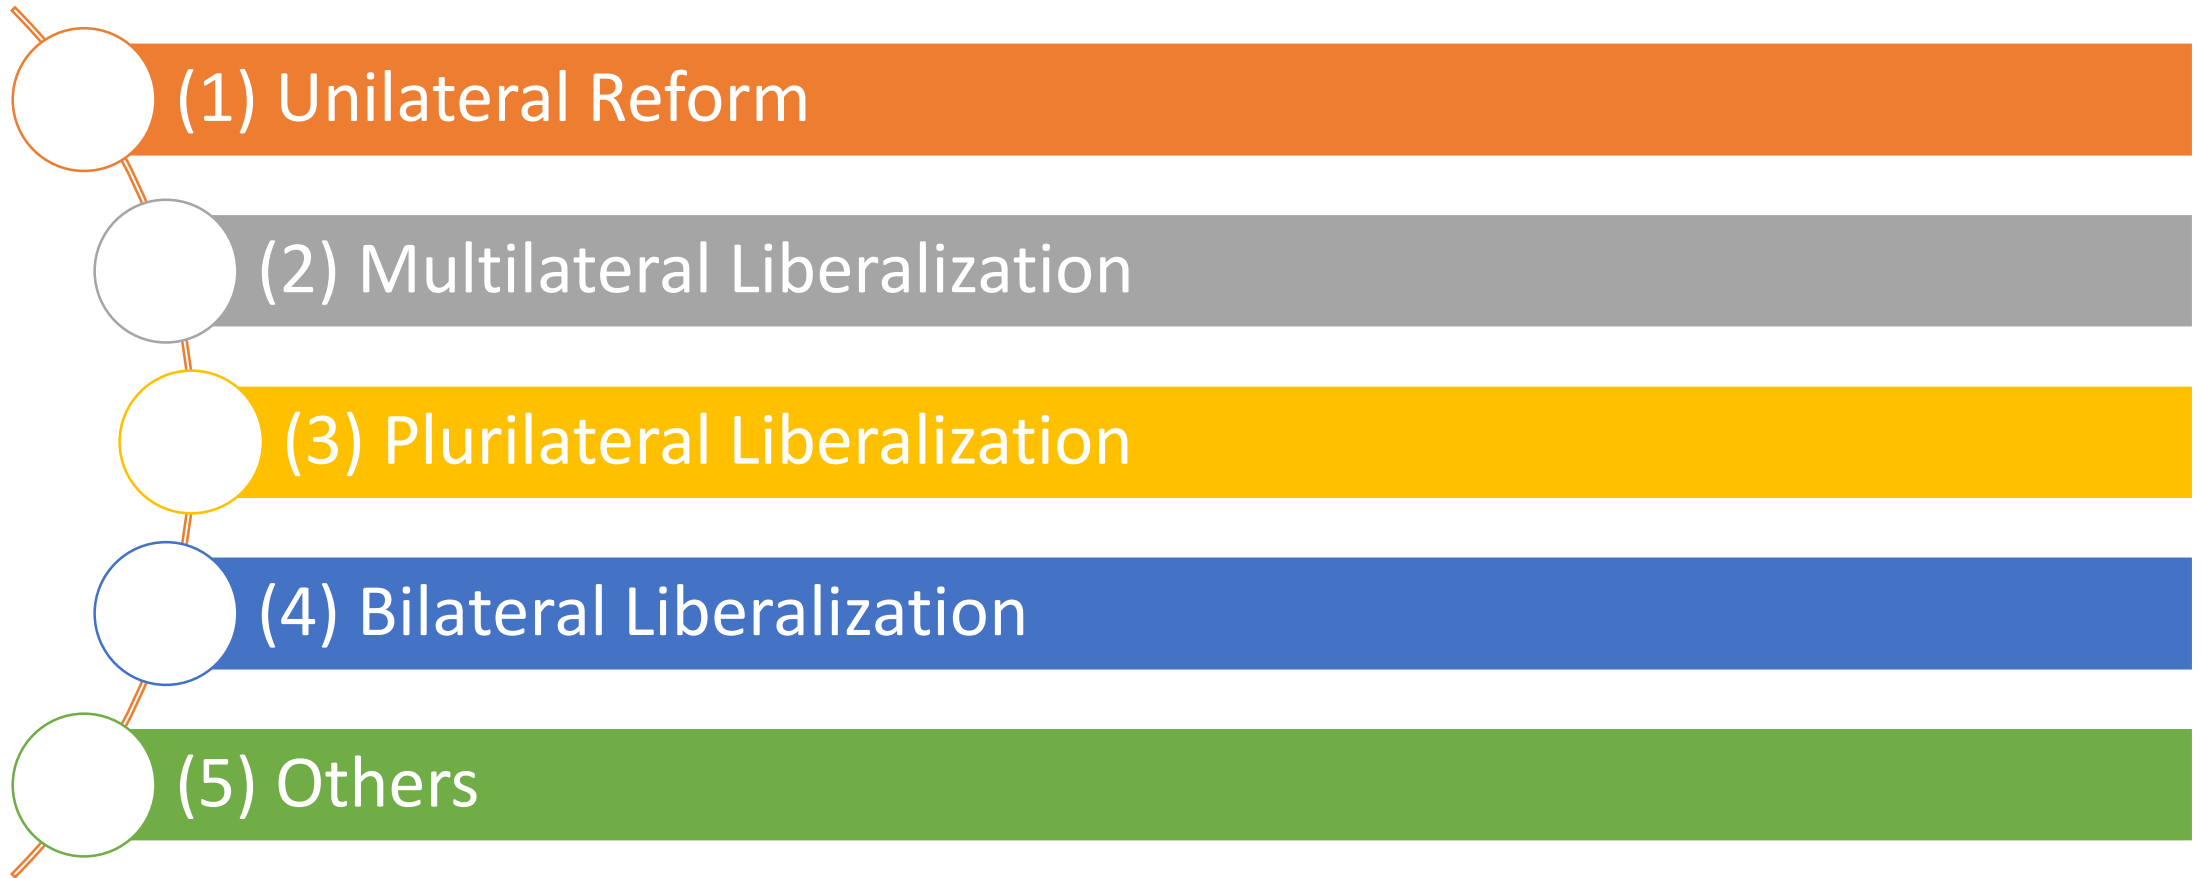 (1) Unilateral Reform
(2) Multilateral Liberalization
(3) Plurilateral Liberalization
(4) Bilateral Liberalization
(5) Others